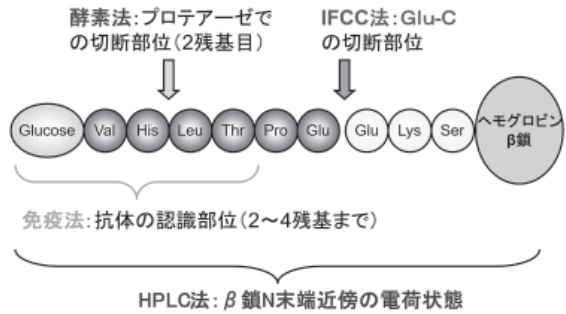 酵素法：プロテアーゼで
の切断部位（2残基目）
IFCC法：Glu-C
の切断部位
Glucose Val His Leu Thr Pro Glu Glu Lys Ser
ヘモグロビン
β鎖
免疫法：抗体の認識部位（2～4残基まで）
HPLC法：β鎖N末端近傍の電荷状態